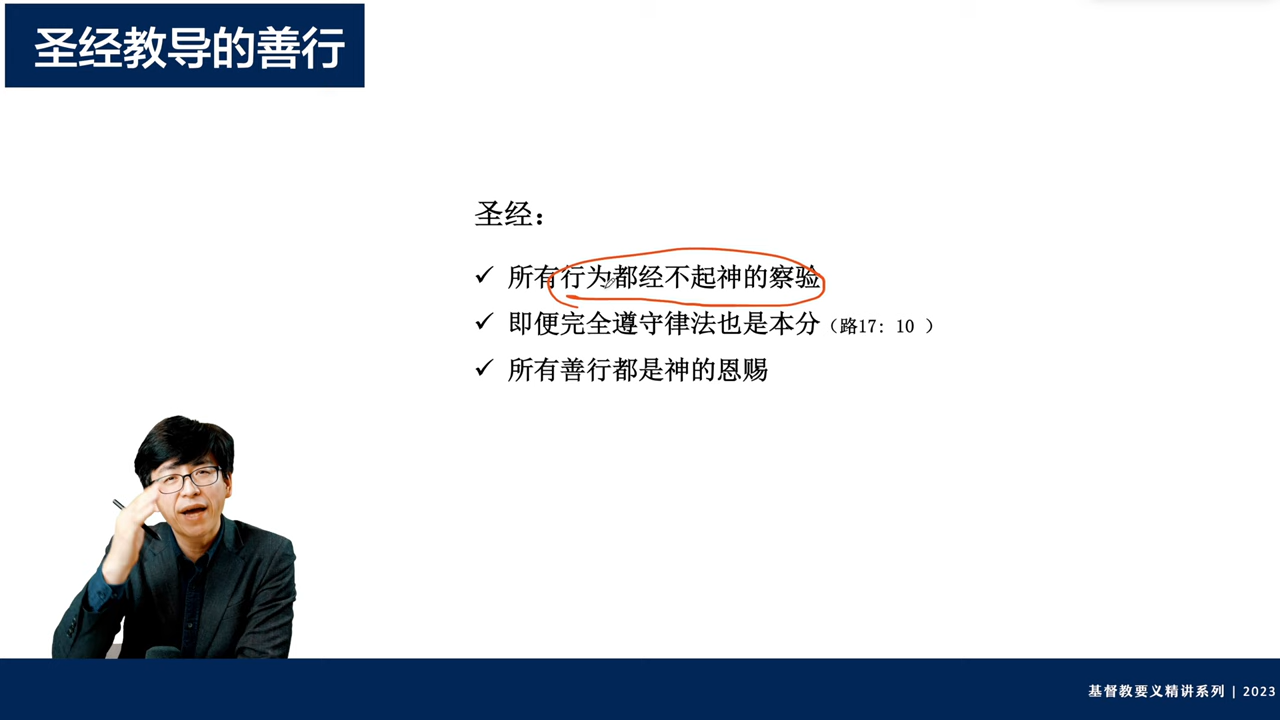 圣经教导的善行
圣经：
✓ 所有行为都经不起神的察验
✓ 即便完全遵守律法也是本分（路17: 10 ）
✓ 所有善行都是神的恩赐
基督教要义精讲系列 | 2023